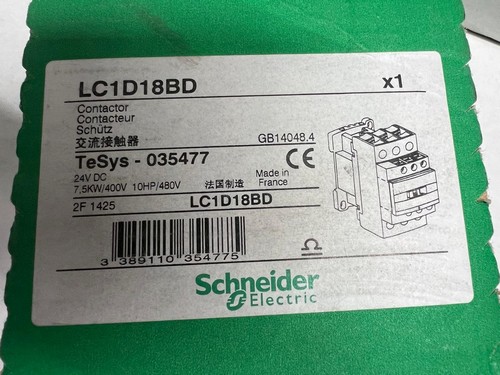 LC1D18BD x1
Contactor
Contacteur
Schütz
交流接触器 GB14048.4
TeSys - 035477 CE
24V DC Made in
7,5KW/400V 10HP/480V 法国制造 France
2F 1425 LC1D18BD
3 389110 354775
Schneider
Electric